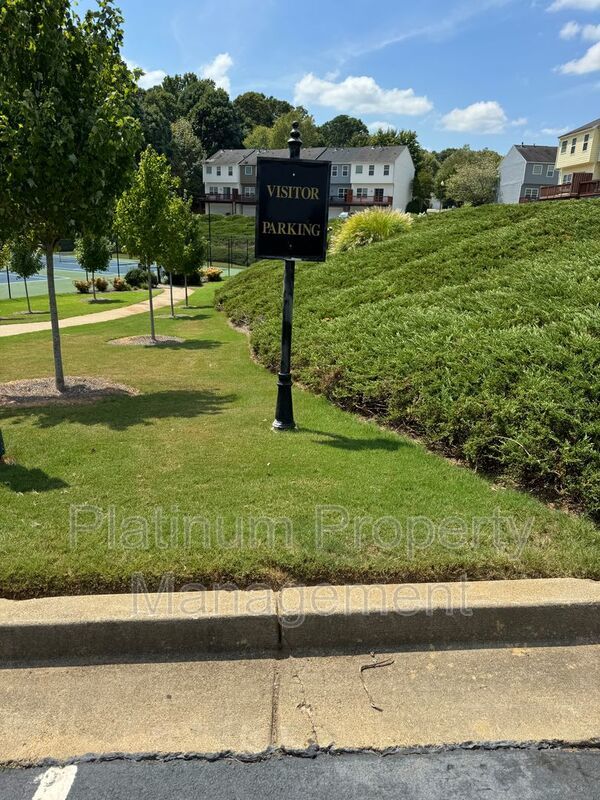 VISITOR
PARKING
Platinum Property
Management